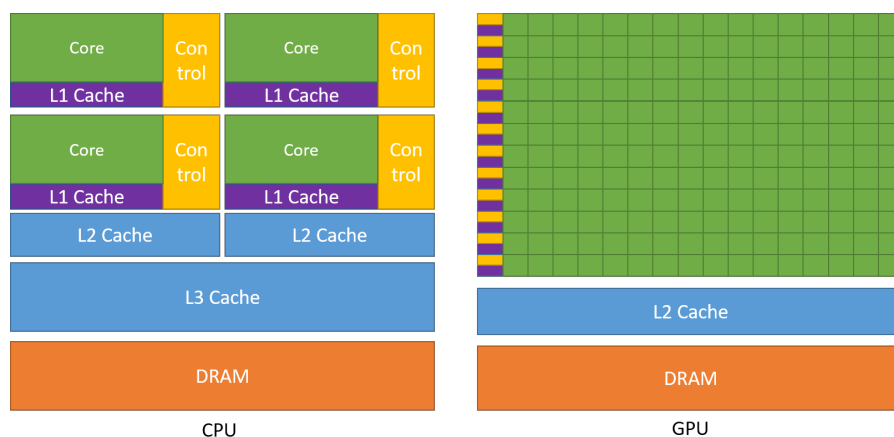 Core
Con
trol
L1 Cache
Core
Con
trol
L1 Cache
Core
Con
trol
L1 Cache
Core
Con
trol
L1 Cache
L2 Cache
L2 Cache
L3 Cache
DRAM
CPU
L2 Cache
DRAM
GPU